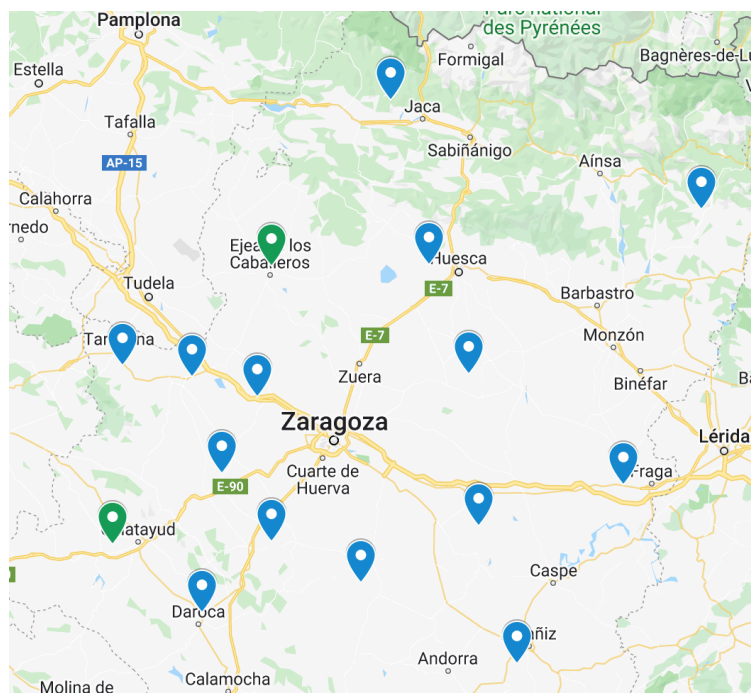 Parc national
des Pyrénées
Pamplona
Formigal
Bagnères-de-Lu
Estella
Jaca
Tafalla
Sabiñánigo
AP-15
Aínsa
Calahorra
Ejea los
Caballeros
Huesca
Tudela
E-7
Barbastro
E-7
Monzón
Zuera
Binéfar
Zaragoza
Lérida
Cuarte de
Huerva
Fraga
E-90
atayud
Caspe
Daroca
añiz
Andorra
Calamocha
Molina de